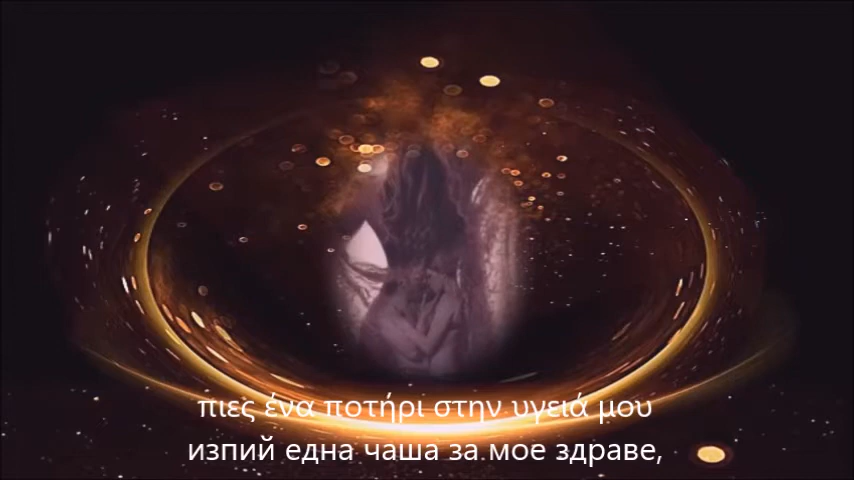 πιες ένα ποτήρι στην υγειά μου
изпий една чаша за мое здраве,